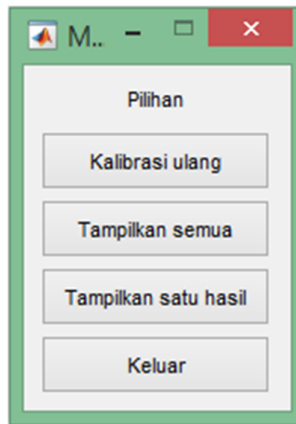 M...
Pilihan
Kalibrasi ulang
Tampilkan semua
Tampilkan satu hasil
Keluar